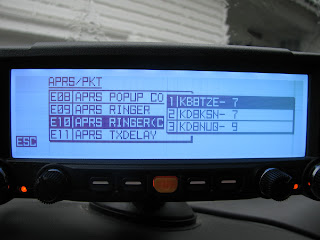 APRS/PKT
E08 APRS POPUP CO
E09 APRS RINGER
E10 APRS RINGER<C
E11 APRS TXDELAY
1 KB8TZE- 7
2 KD8KSN- 7
3 KD8NUQ- 9
ESC